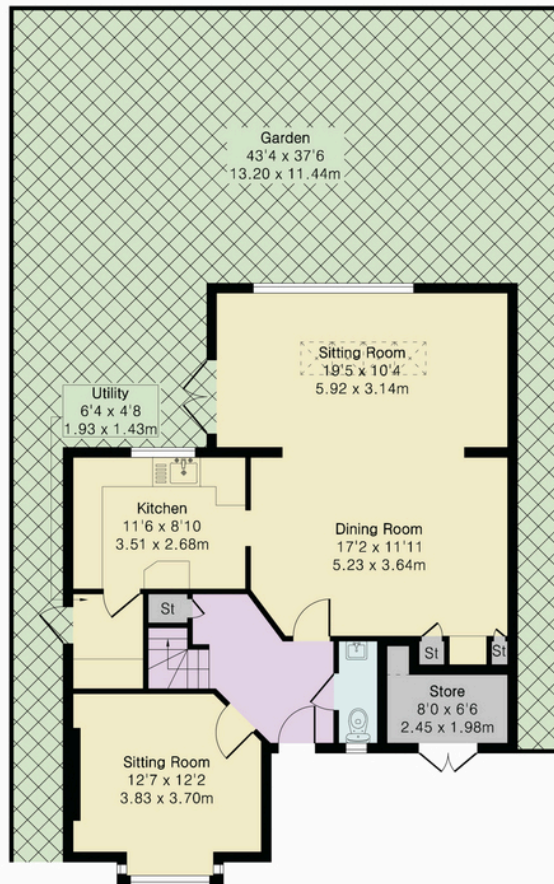 Garden
43'4 x 37'6
13.20 x 11.44m
Sitting Room
19'5 x 10'4
5.92 x 3.14m
Utility
6'4 x 4'8
1.93 x 1.43m
Kitchen
11'6 x 8'10
3.51 x 2.68m
Dining Room
17'2 x 11'11
5.23 x 3.64m
St
St
St
Store
8'0 x 6'6
2.45 x 1.98m
Sitting Room
12'7 x 12'2
3.83 x 3.70m